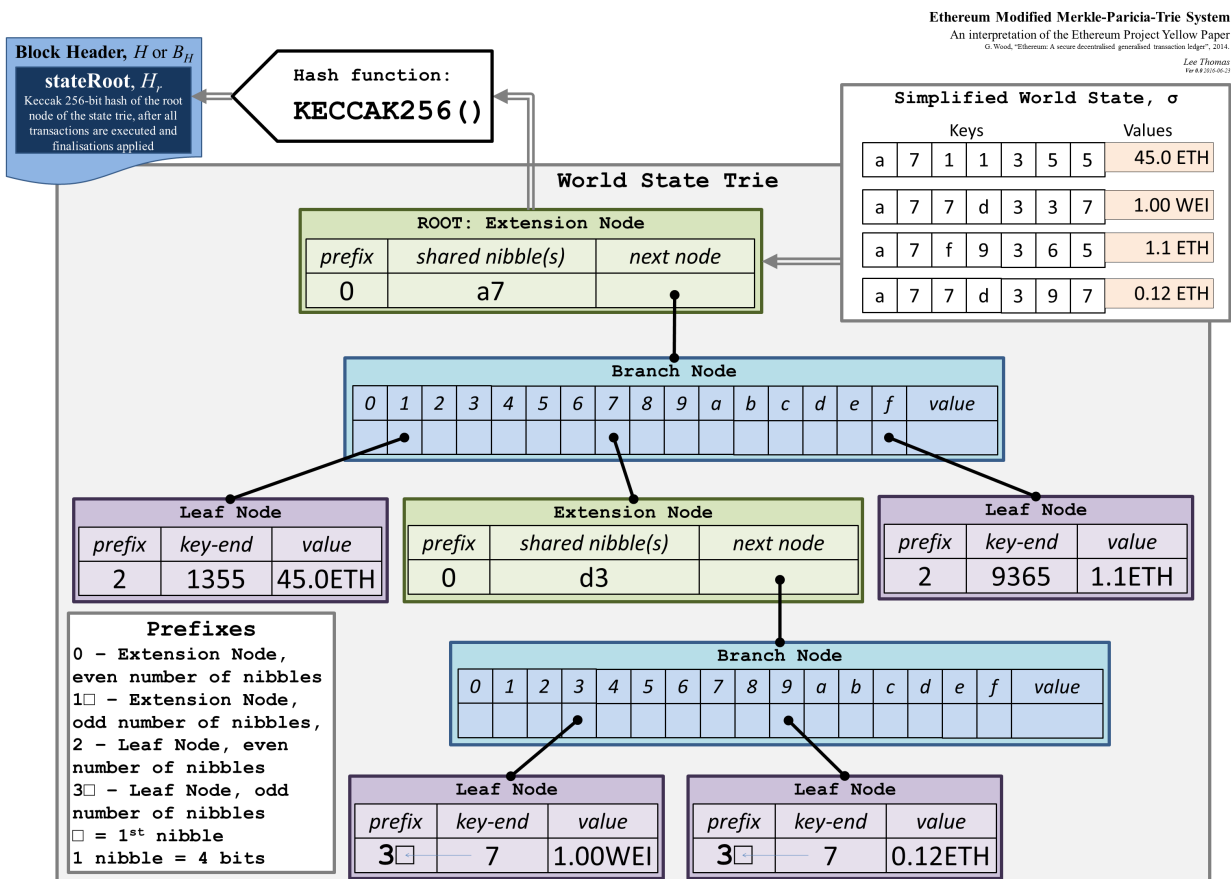 Ethereum Modified Merkle-Paricia-Trie System
An interpretation of the Ethereum Project Yellow Paper
G. Wood, "Ethereum: A secure decentralised generalised transaction ledger", 2014.
Lee Thomas
Ver 0.0 2016-06-23
Block Header, H or B_H
stateRoot, H_r
Keccak 256-bit hash of the root
node of the state trie, after all
transactions are executed and
finalisations applied
Hash function:
KECCAK256()
Simplified World State, σ
Keys Values
a 7 1 1 3 5 5 45.0 ETH
a 7 7 d 3 3 7 1.00 WEI
a 7 f 9 3 6 5 1.1 ETH
a 7 7 d 3 9 7 0.12 ETH
World State Trie
ROOT: Extension Node
prefix shared nibble(s) next node
0 a7
Branch Node
0 1 2 3 4 5 6 7 8 9 a b c d e f value
Leaf Node
prefix key-end value
2 1355 45.0ETH
Extension Node
prefix shared nibble(s) next node
0 d3
Leaf Node
prefix key-end value
2 9365 1.1ETH
Prefixes
0 – Extension Node,
even number of nibbles
1□ – Extension Node,
odd number of nibbles,
2 – Leaf Node, even
number of nibbles
3□ – Leaf Node, odd
number of nibbles
□ = 1st nibble
1 nibble = 4 bits
Branch Node
0 1 2 3 4 5 6 7 8 9 a b c d e f value
Leaf Node
prefix key-end value
3□ 7 1.00WEI
Leaf Node
prefix key-end value
3□ 7 0.12ETH